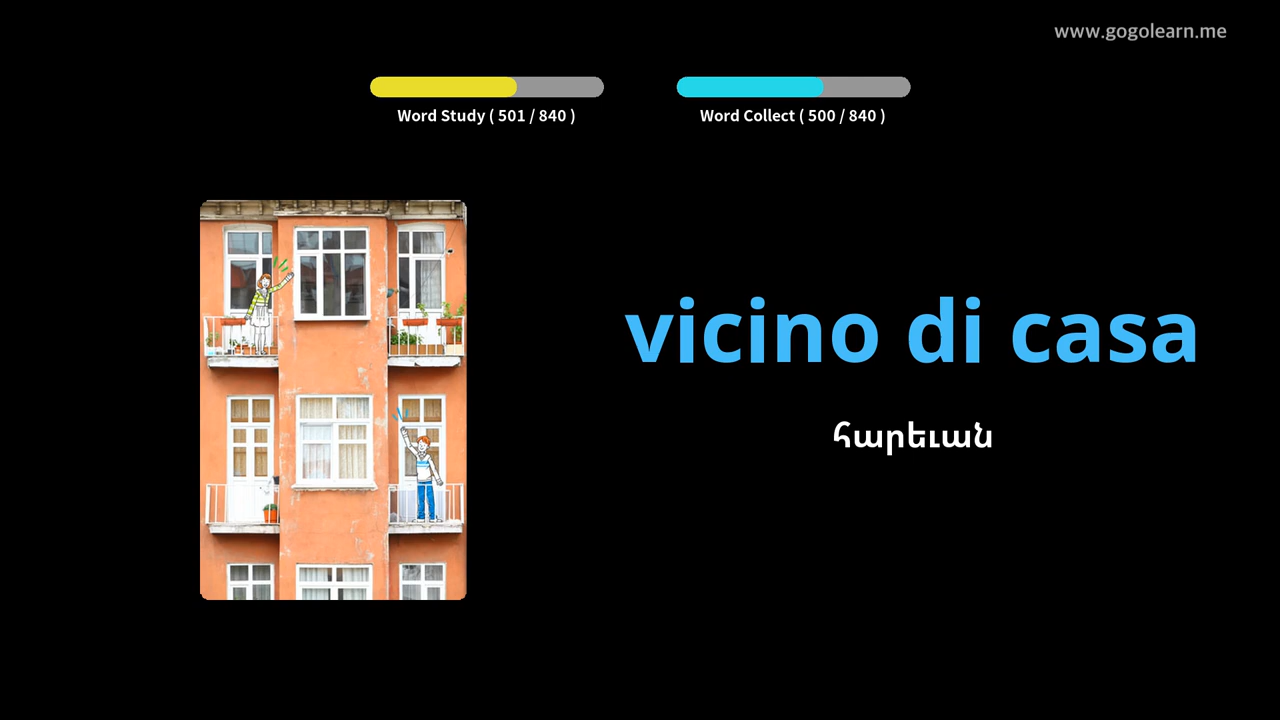 www.gogolearn.me
Word Study ( 501 / 840 )
Word Collect ( 500 / 840 )
vicino di casa
հարեւան